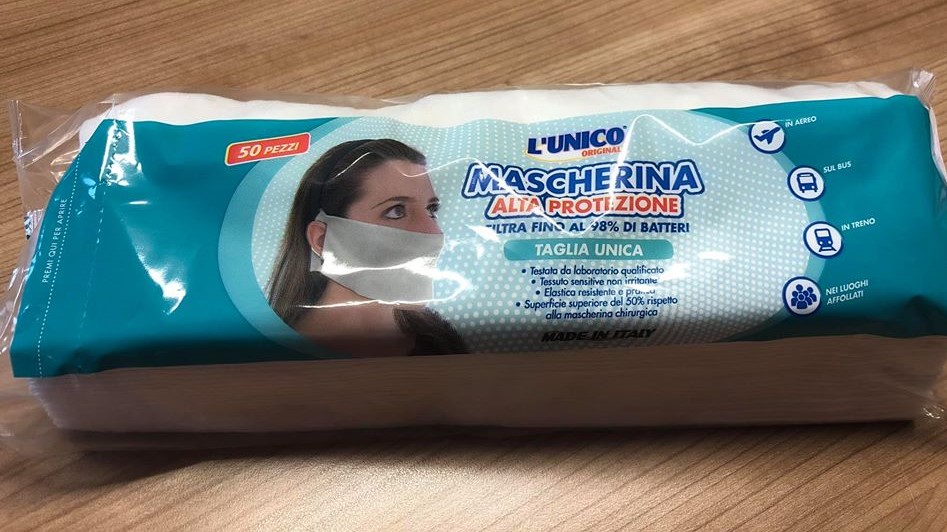 50 PEZZI
PREMI QUI PER APRIRE
L'UNICO
ORIGINAL
MASCHERINA
ALTA PROTEZIONE
FILTRA FINO AL 98% DI BATTERI
TAGLIA UNICA
• Testata da laboratorio qualificato
• Tessuto sensitive non irritante
• Elastica resistente e pratica
• Superficie superiore del 50% rispetto
alla mascherina chirurgica
MADE IN ITALY
IN AEREO
SUL BUS
IN TRENO
NEI LUOGHI
AFFOLLATI